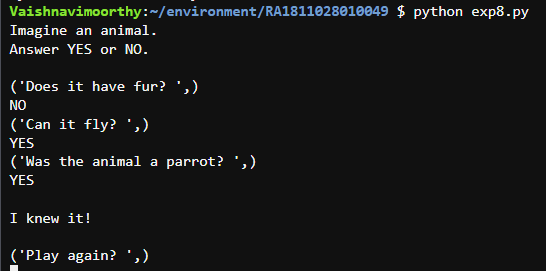 Vaishnavimoorthy:~/environment/RA1811028010049 $ python exp8.py
Imagine an animal.
Answer YES or NO.
('Does it have fur? ',)
NO
('Can it fly? ',)
YES
('Was the animal a parrot? ',)
YES
I knew it!
('Play again? ',)